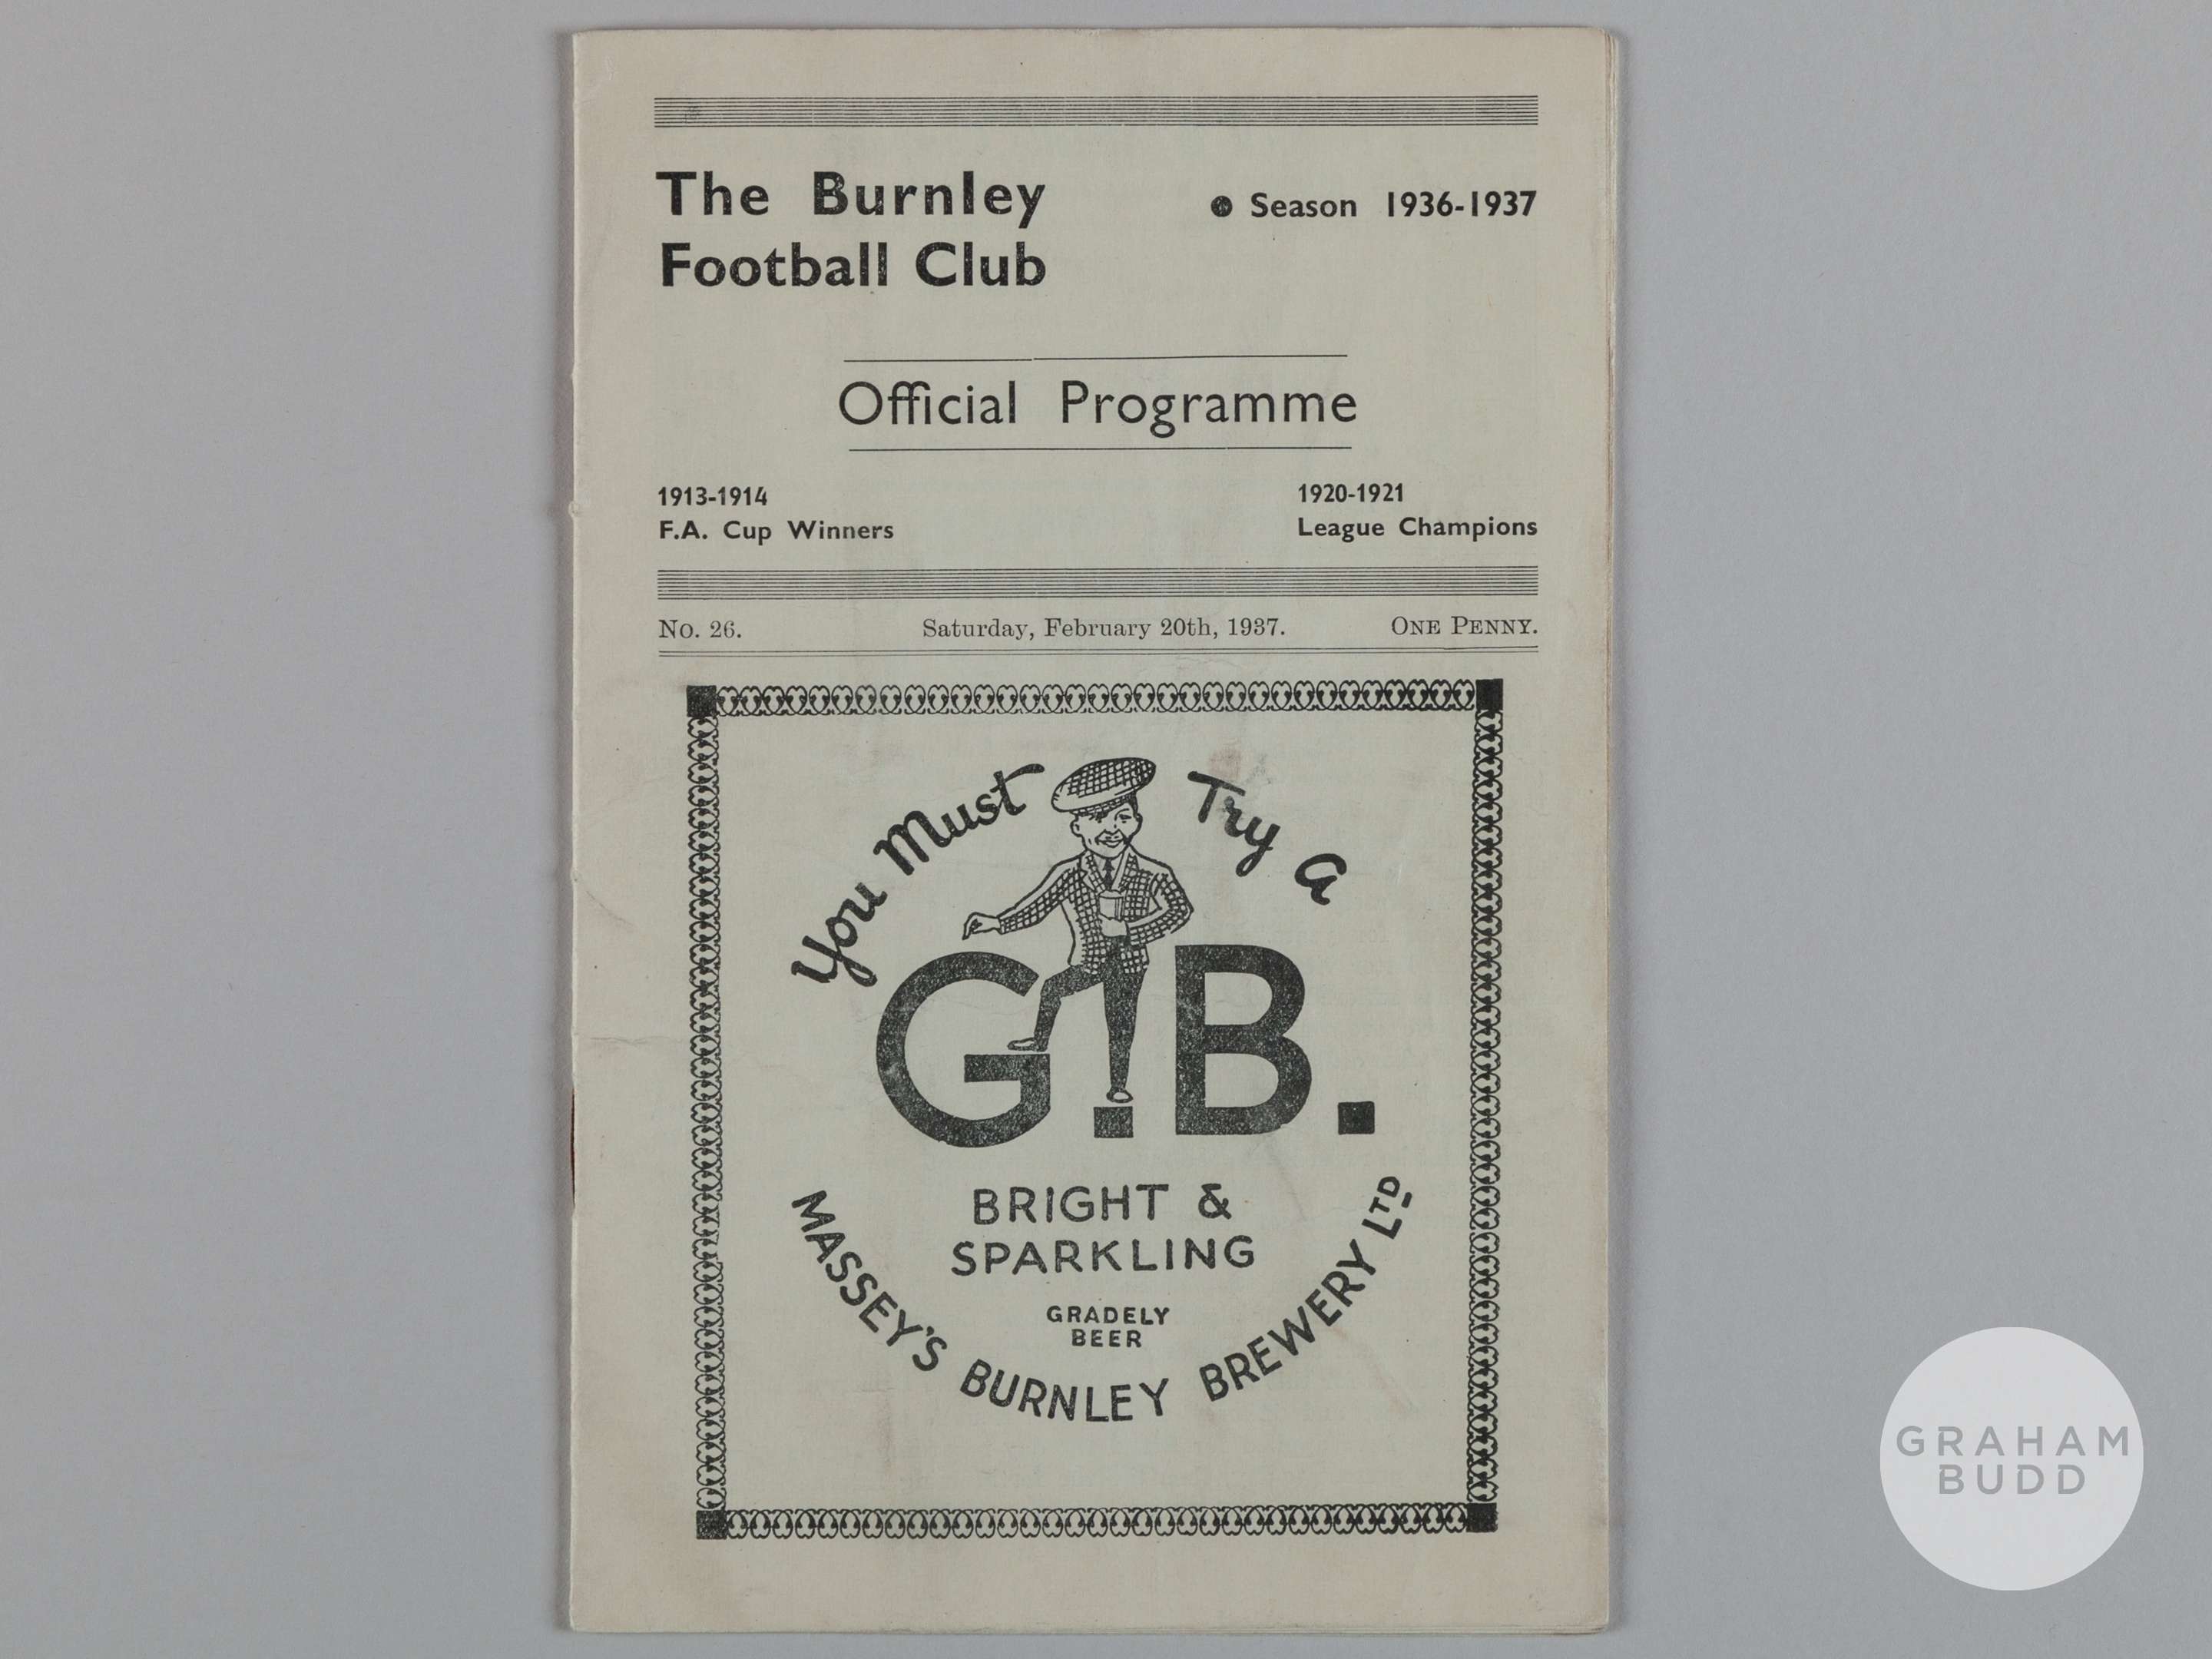 The Burnley
Football Club
● Season 1936-1937
Official Programme
1913-1914
F.A. Cup Winners
1920-1921
League Champions
No. 26.
Saturday, February 20th, 1937.
ONE PENNY.
You Must Try A
G.B.
BRIGHT &
SPARKLING
GRADELY
BEER
MASSEY'S BURNLEY BREWERY LTD
GRAHAM
BUDD